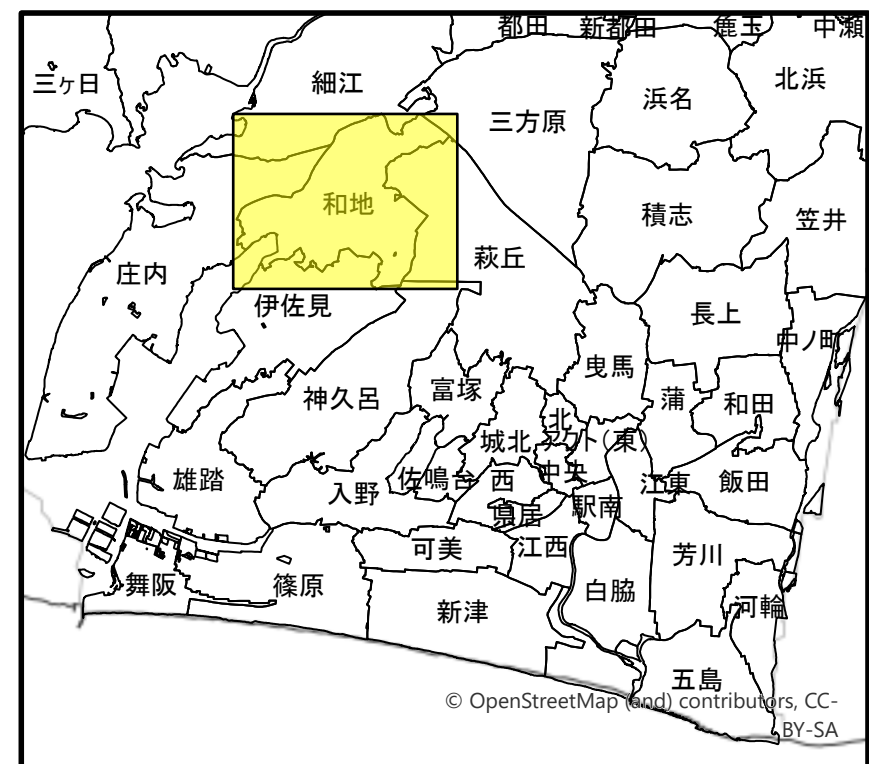 都田
新都田
鹿玉
中瀬
三ヶ日
細江
三方原
浜名
北浜
和地
積志
笠井
庄内
萩丘
伊佐見
長上
中ノ町
曳馬
神久呂
富塚
蒲
和田
北
城北
アクト(東)
中央
雄踏
入野
佐鳴台
西
江東
飯田
県居
駅南
可美
江西
芳川
舞阪
篠原
新津
白脇
河輪
五島
© OpenStreetMap (and) contributors, CC-
BY-SA